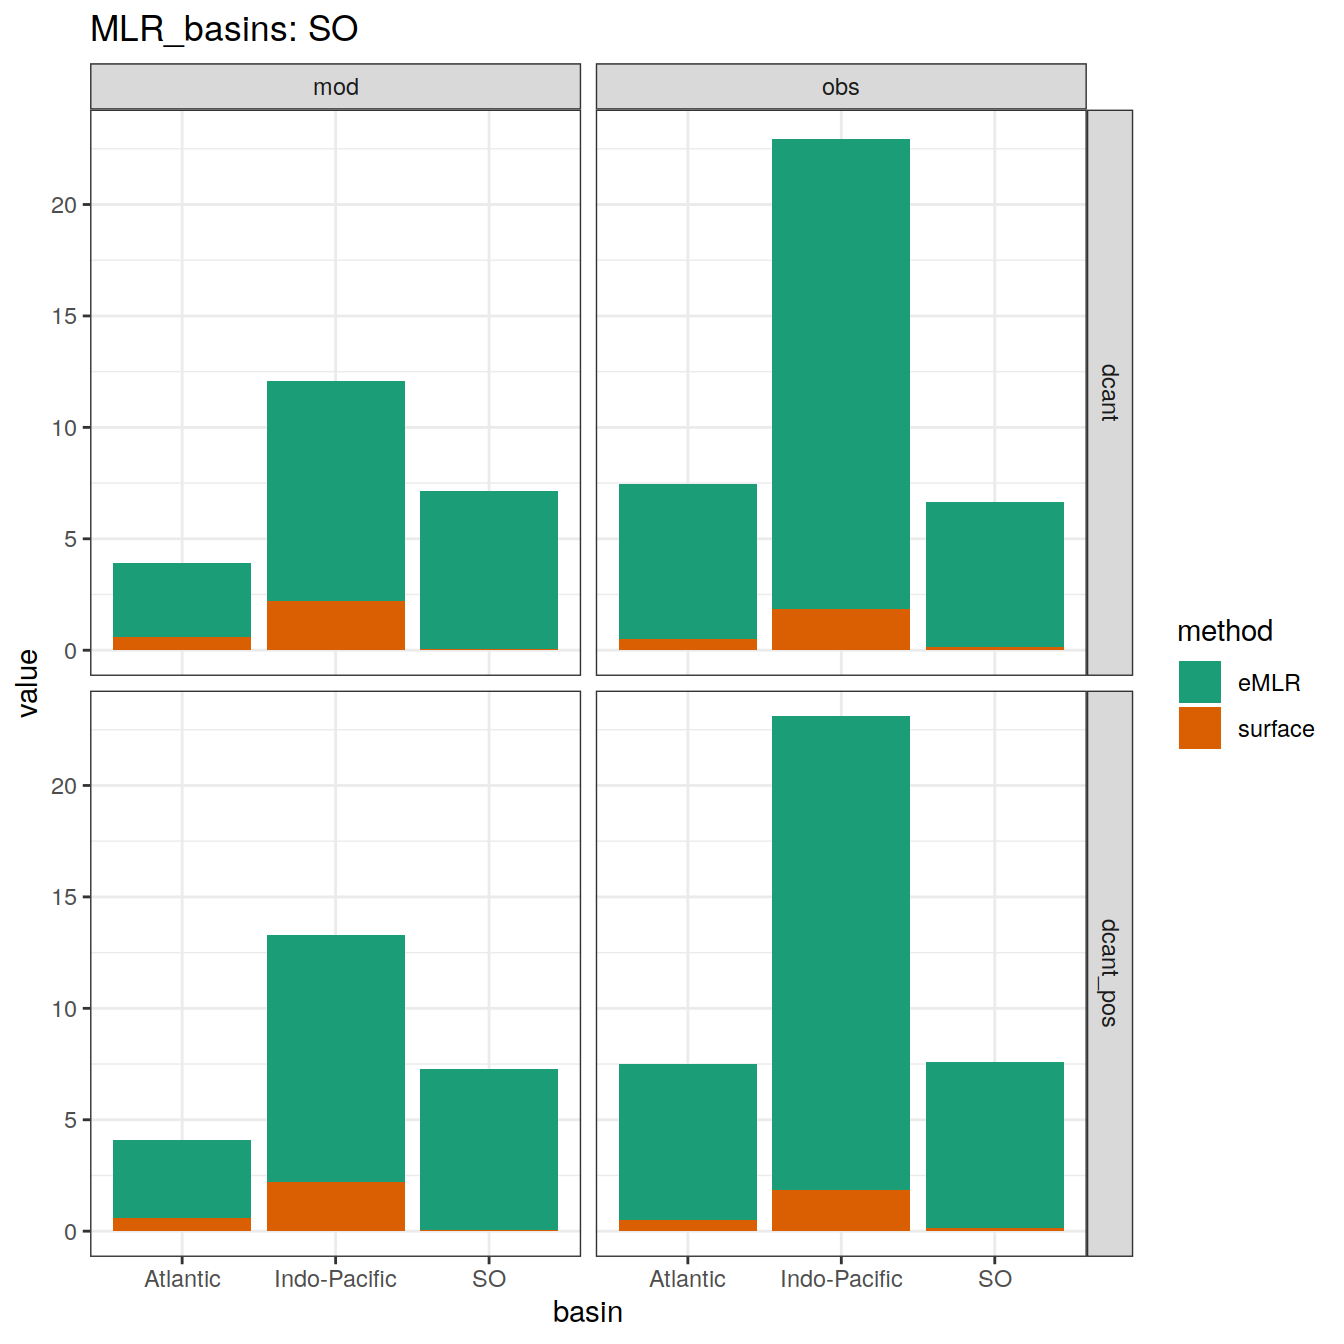 MLR_basins: SO
mod
obs
20
15
10
5
0
dcant
20
15
10
5
0
dcant_pos
value
Atlantic
Indo-Pacific
SO
Atlantic
Indo-Pacific
SO
basin
method
eMLR
surface